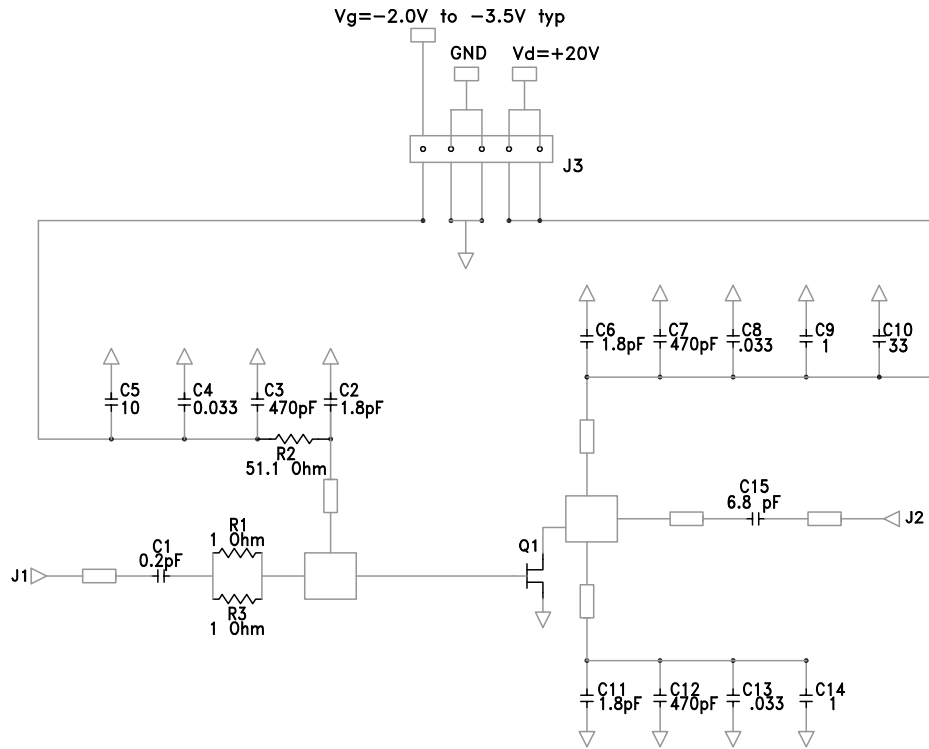 Vg=-2.0V to -3.5V typ
GND
Vd=+20V
J3
C6
1.8pF
C7
470pF
C8
.033
C9
1
C10
33
C5
10
C4
0.033
C3
470pF
C2
1.8pF
R2
51.1 Ohm
C15
6.8 pF
J2
Q1
R1
1 Ohm
C1
0.2pF
J1
R3
1 Ohm
C11
1.8pF
C12
470pF
C13
.033
C14
1